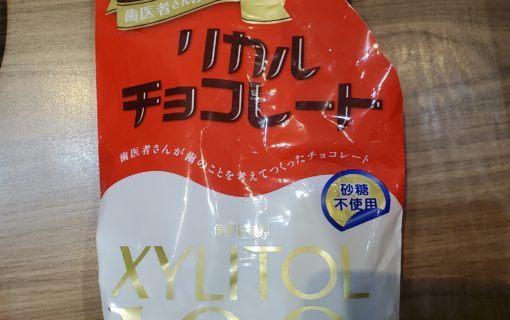 歯医者さん
リカル
チョコレート
歯医者さんが歯のことを考えてつくったチョコレート
砂糖
不使用
XYLITOL
100